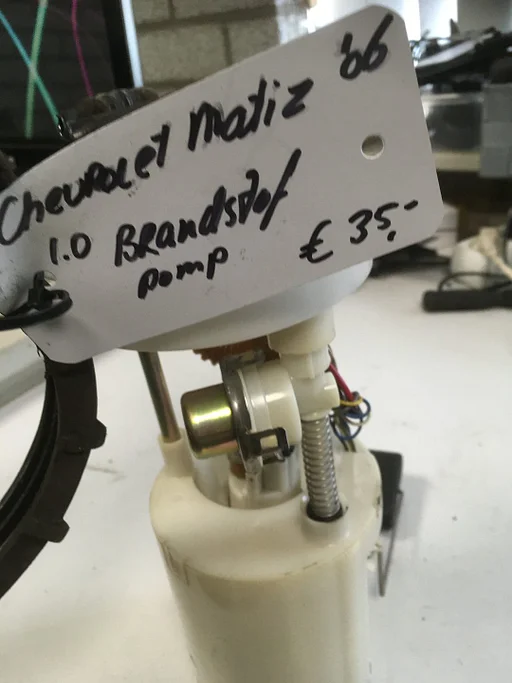 Chevrolet Matiz '06
1.0 Brandstof
pomp € 35,-